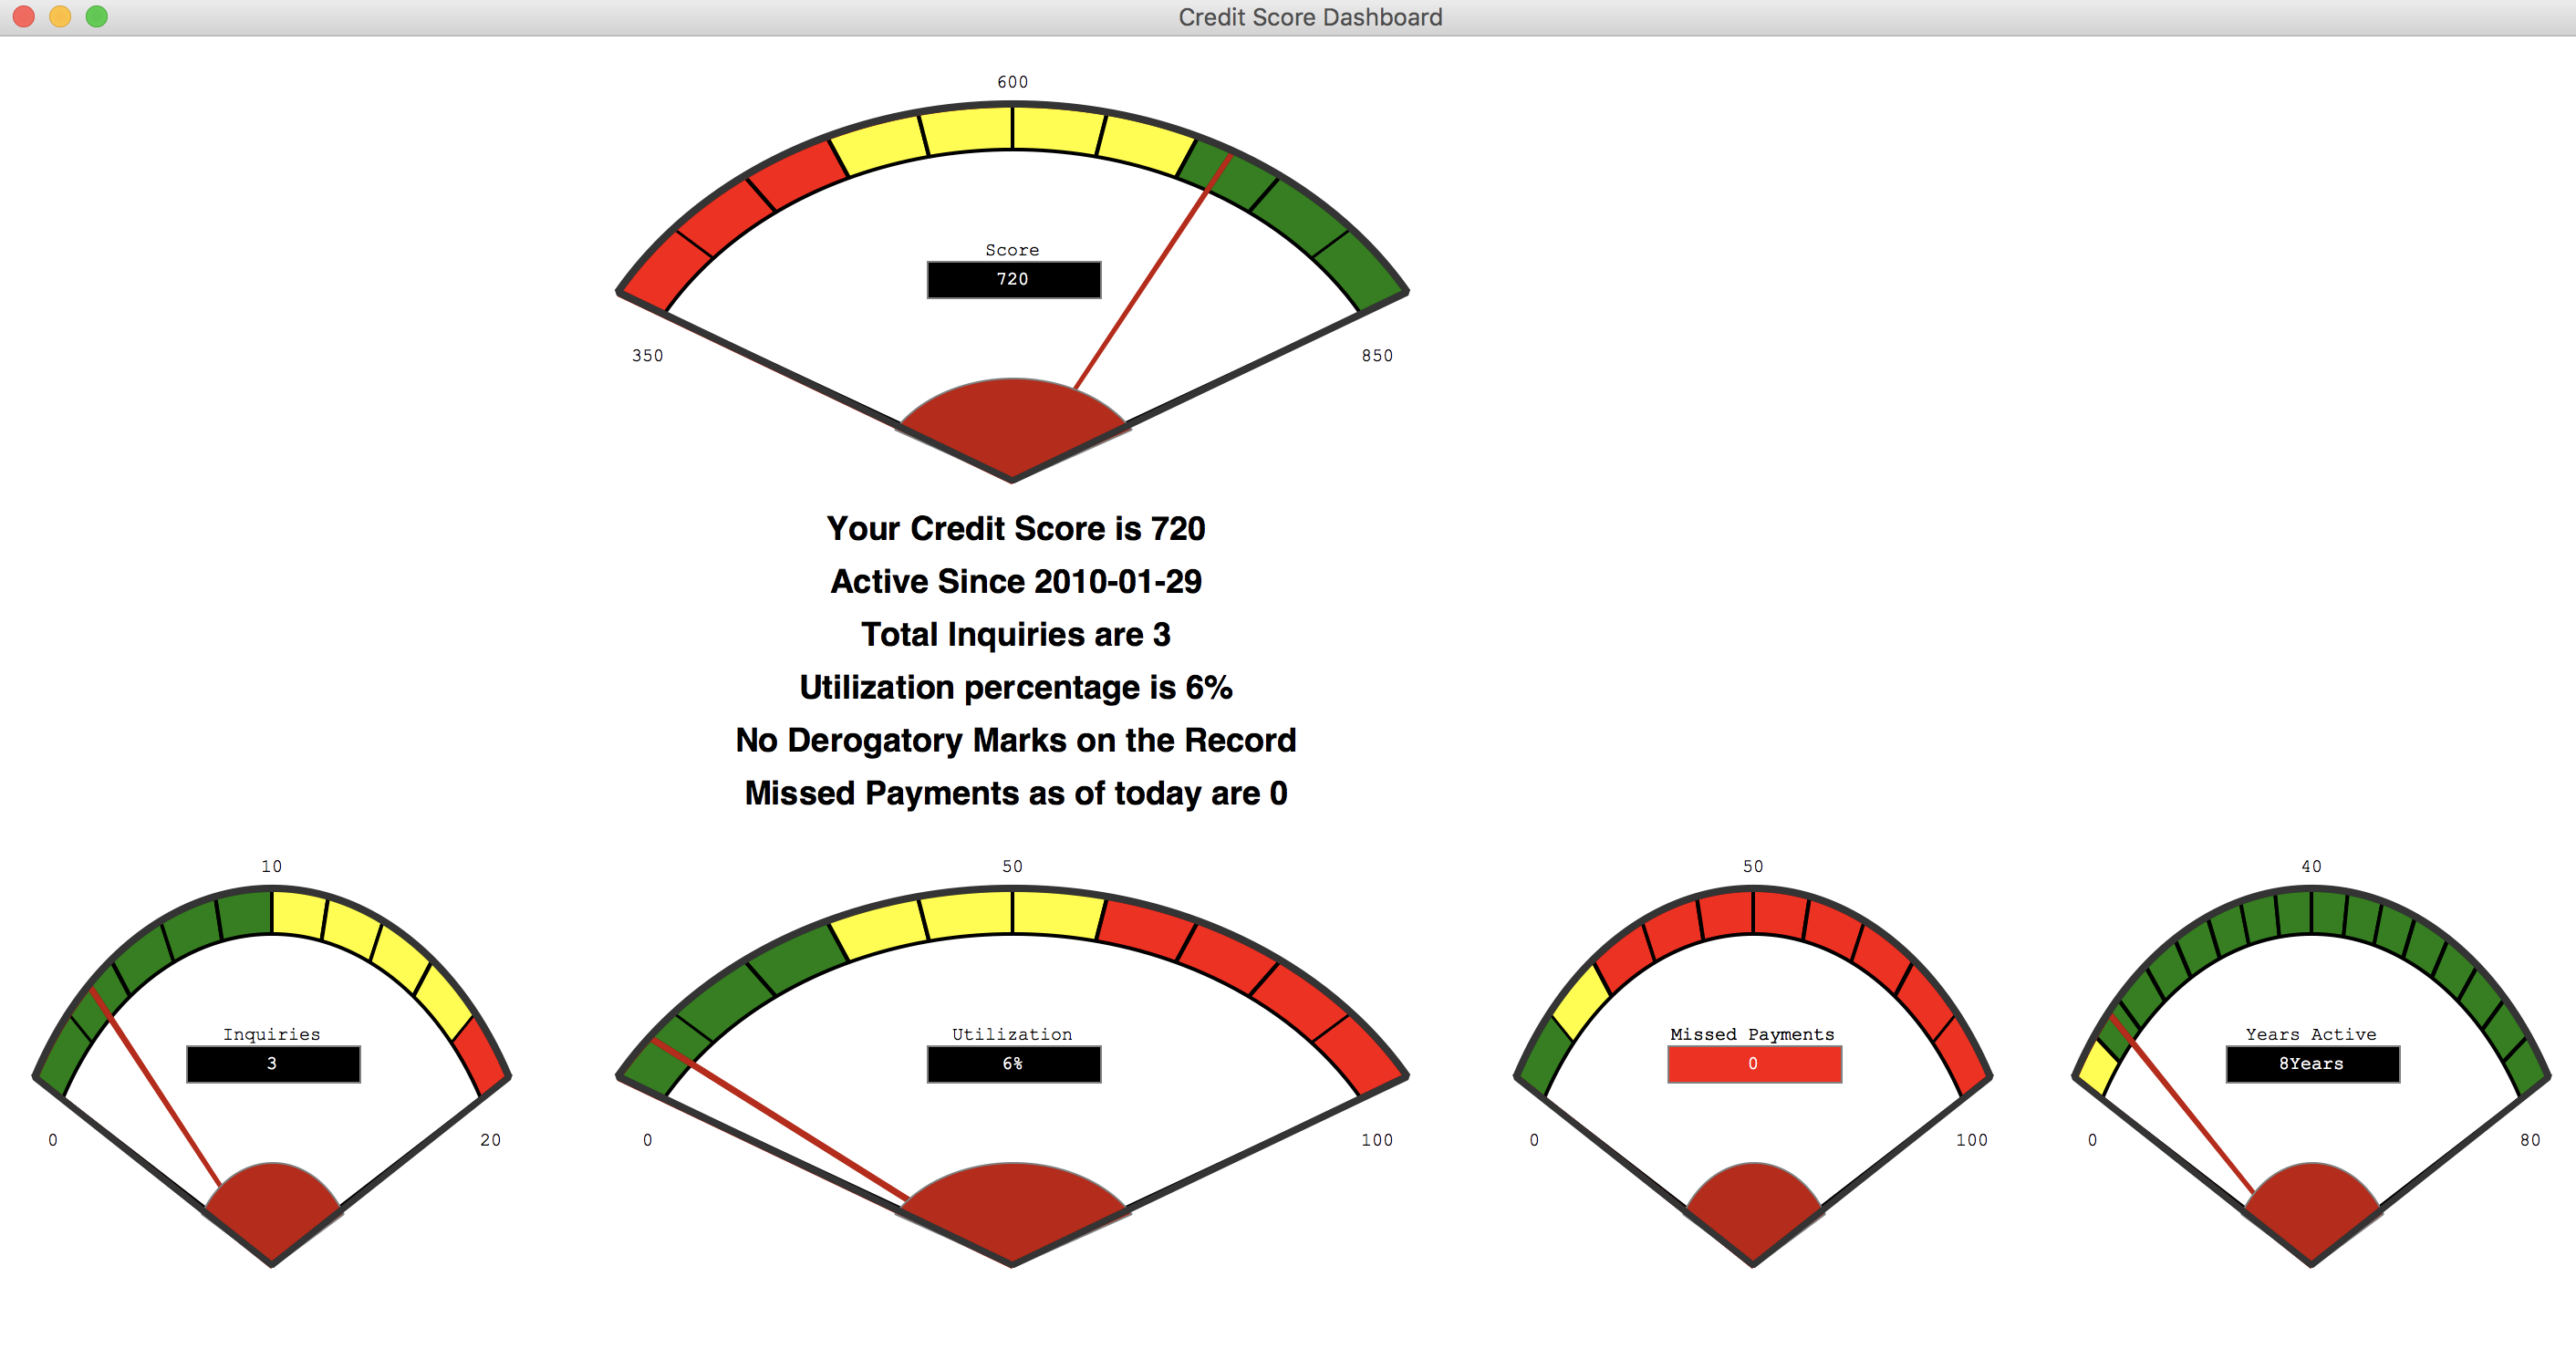 Credit Score Dashboard
600
Score
720
350
850
Your Credit Score is 720
Active Since 2010-01-29
Total Inquiries are 3
Utilization percentage is 6%
No Derogatory Marks on the Record
Missed Payments as of today are 0
10
Inquiries
3
0
20
50
Utilization
6%
0
100
50
Missed Payments
0
0
100
40
Years Active
8Years
0
80